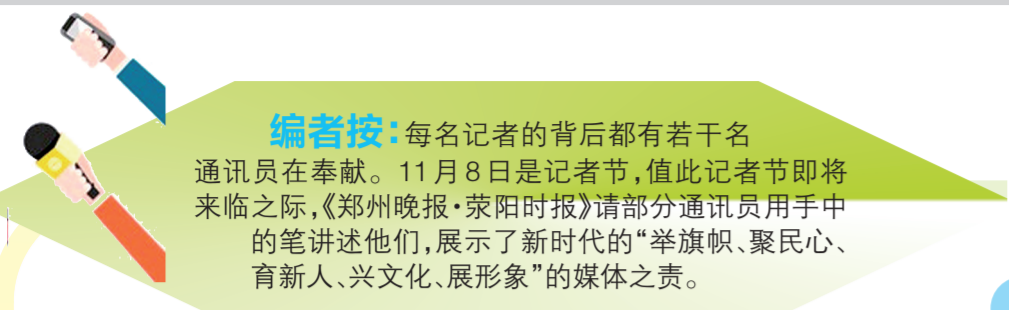 编者按:每名记者的背后都有若干名
通讯员在奉献。11月8日是记者节,值此记者节即将
来临之际,《郑州晚报·荥阳时报》请部分通讯员用手中
的笔讲述他们,展示了新时代的“举旗帜、聚民心、
育新人、兴文化、展形象”的媒体之责。